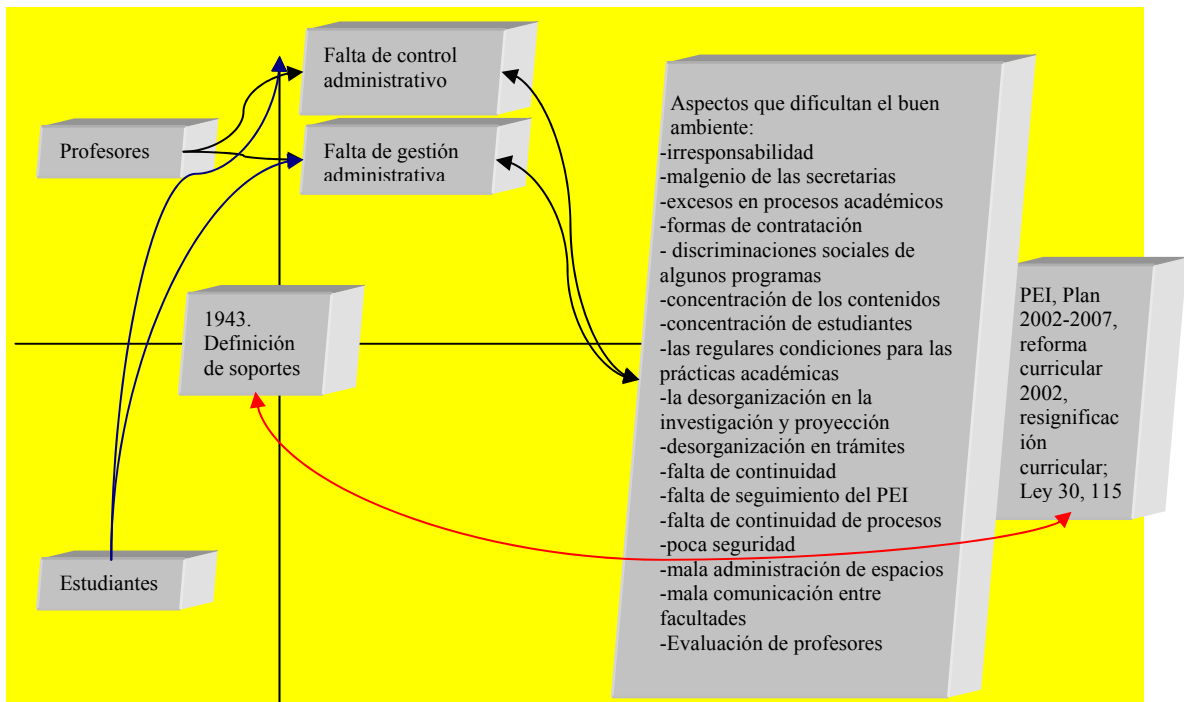 Falta de control
administrativo
Profesores
Falta de gestión
administrativa
1943.
Definición
de soportes
Estudiantes
Aspectos que dificultan el buen
ambiente:
-irresponsabilidad
-malgenio de las secretarias
-excesos en procesos académicos
-formas de contratación
- discriminaciones sociales de
algunos programas
-concentración de los contenidos
-concentración de estudiantes
-las regulares condiciones para las
prácticas académicas
-la desorganización en la
investigación y proyección
-desorganización en trámites
-falta de continuidad
-falta de seguimiento del PEI
-falta de continuidad de procesos
-poca seguridad
-mala administración de espacios
-mala comunicación entre
facultades
-Evaluación de profesores
PEI, Plan
2002-2007,
reforma
curricular
2002,
resignificac
ión
curricular;
Ley 30, 115